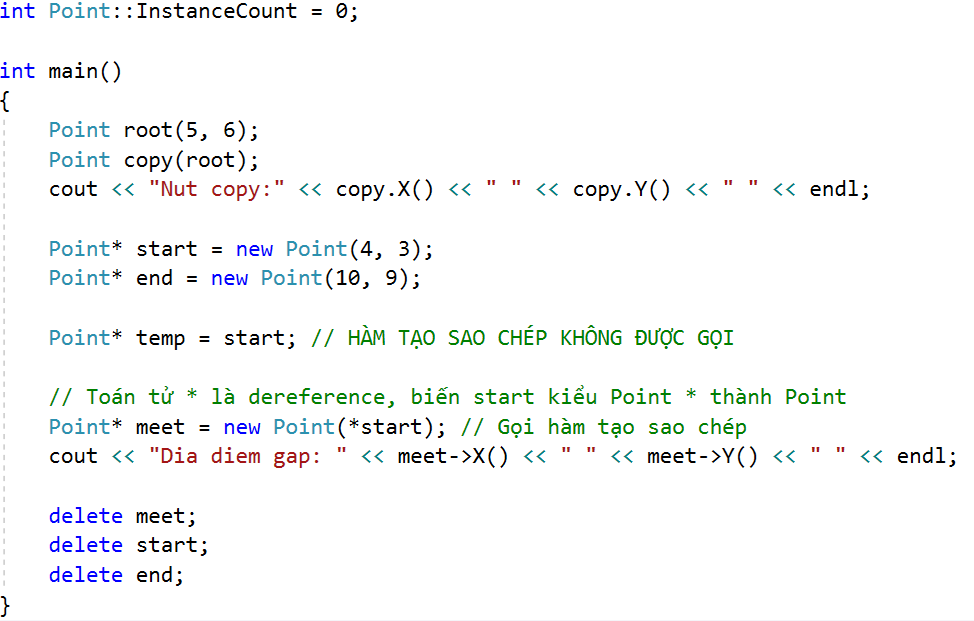 int Point::InstanceCount = 0;
int main()
{
Point root(5, 6);
Point copy(root);
cout << "Nut copy:" << copy.X() << " " << copy.Y() << " " << endl;
Point* start = new Point(4, 3);
Point* end = new Point(10, 9);
Point* temp = start; // HÀM TẠO SAO CHÉP KHÔNG ĐƯỢC GỌI
// Toán tử * là dereference, biến start kiểu Point * thành Point
Point* meet = new Point(*start); // Gọi hàm tạo sao chép
cout << "Dia diem gap: " << meet->X() << " " << meet->Y() << " " << endl;
delete meet;
delete start;
delete end;
}